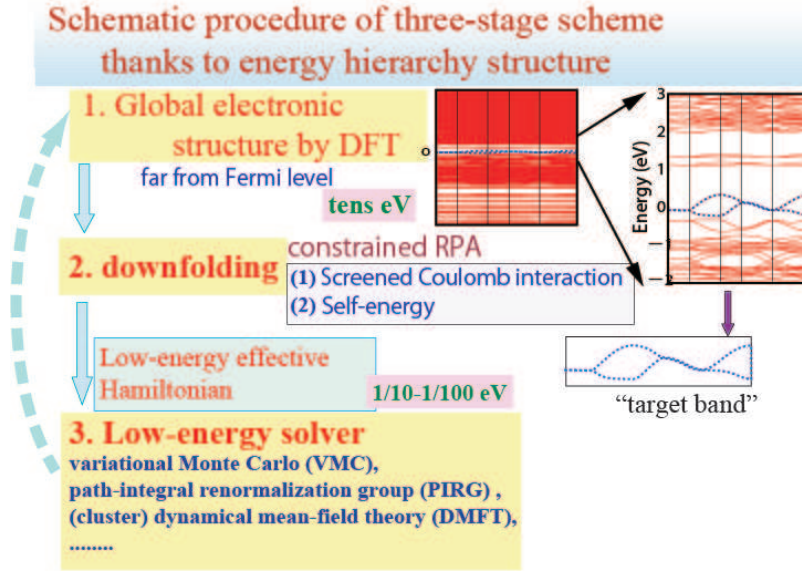 Schematic procedure of three-stage scheme
thanks to energy hierarchy structure
1. Global electronic
structure by DFT
far from Fermi level
tens eV
0
3
2
1
0
−1
−2
Energy (eV)
2. downfolding
constrained RPA
(1) Screened Coulomb interaction
(2) Self-energy
Low-energy effective
Hamiltonian
1/10-1/100 eV
“target band”
3. Low-energy solver
variational Monte Carlo (VMC),
path-integral renormalization group (PIRG) ,
(cluster) dynamical mean-field theory (DMFT),
........